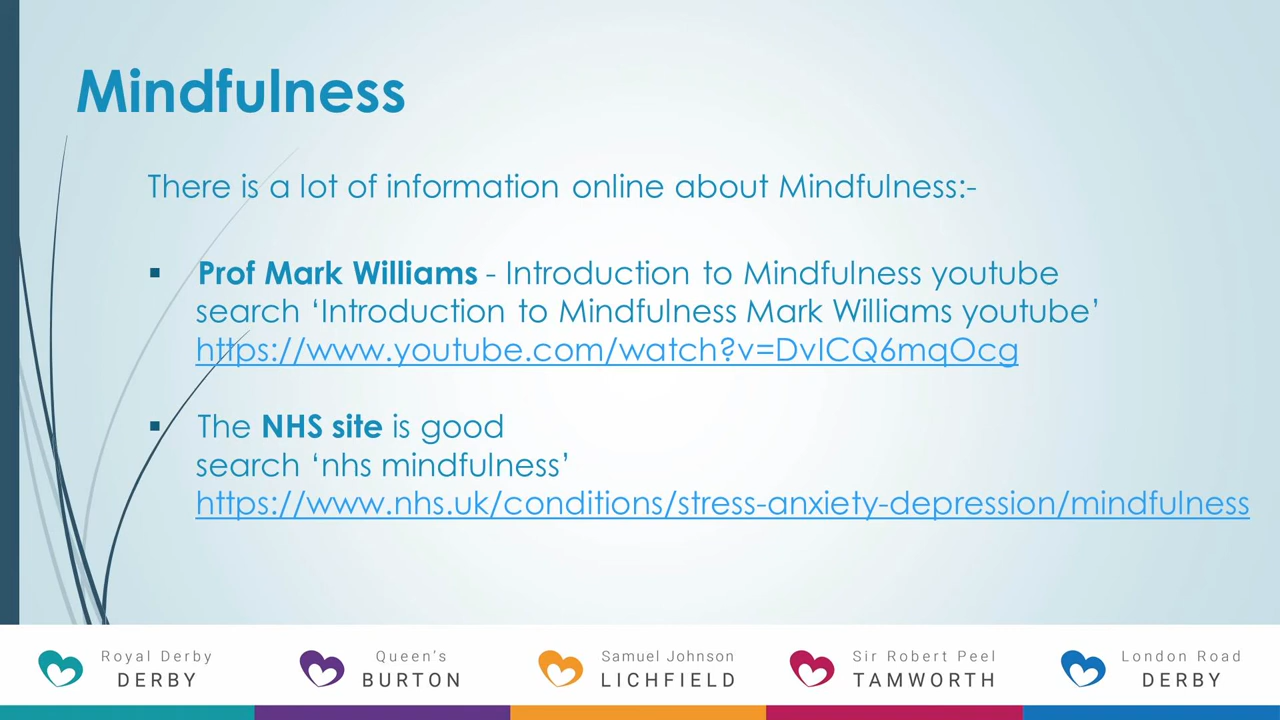 Mindfulness
There is a lot of information online about Mindfulness:-
▪ Prof Mark Williams - Introduction to Mindfulness youtube
search ‘Introduction to Mindfulness Mark Williams youtube’
https://www.youtube.com/watch?v=DvICQ6mqOcg
▪ The NHS site is good
search ‘nhs mindfulness’
https://www.nhs.uk/conditions/stress-anxiety-depression/mindfulness
Royal Derby
DERBY
Queen's
BURTON
Samuel Johnson
LICHFIELD
Sir Robert Peel
TAMWORTH
London Road
DERBY